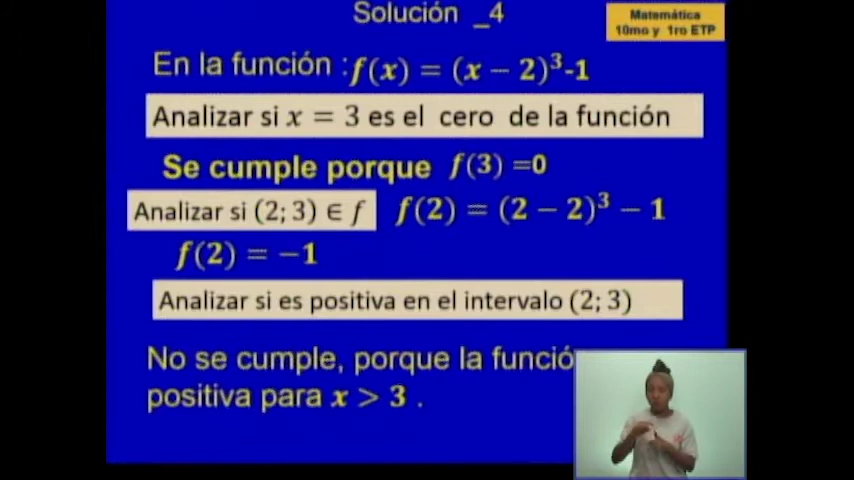 Solución _4
Matemática
10mo y 1ro ETP
En la función : f(x) = (x − 2)³-1
Analizar si x = 3 es el cero de la función
Se cumple porque f(3) =0
Analizar si (2; 3) ∈ f f(2) = (2 − 2)³ − 1
f(2) = −1
Analizar si es positiva en el intervalo (2; 3)
No se cumple, porque la funció
positiva para x > 3 .